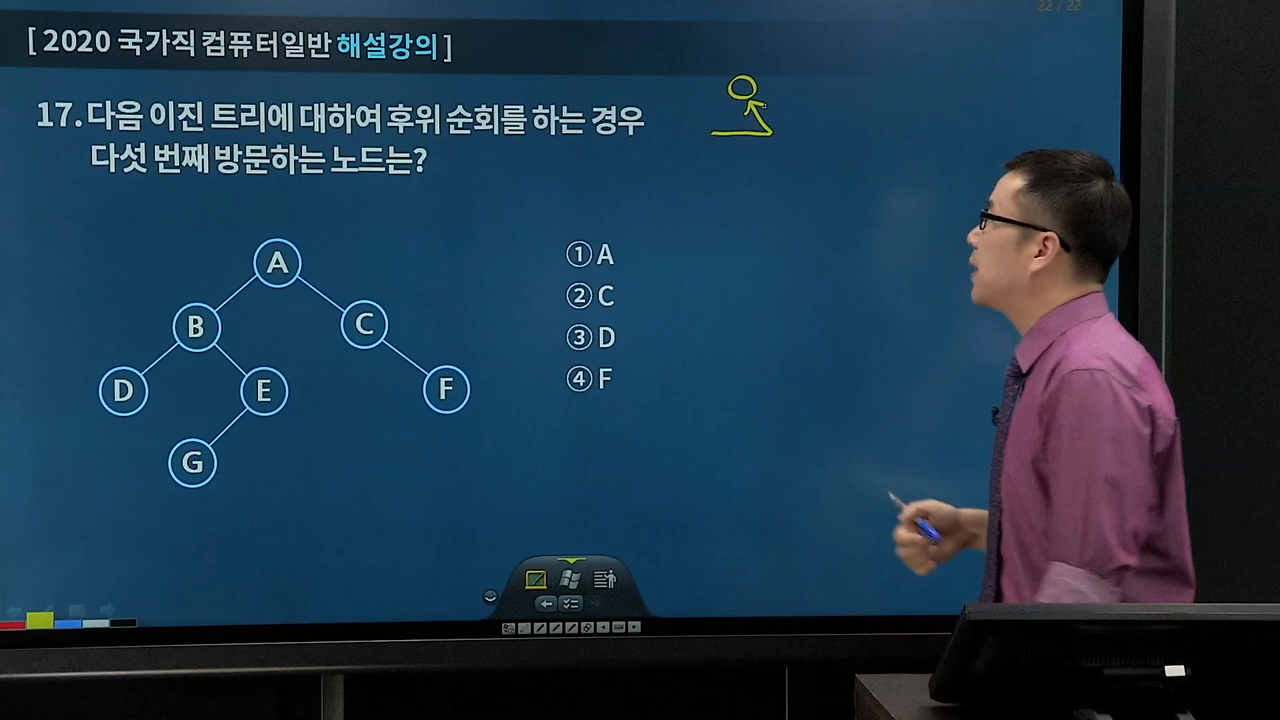 22 / 22
[ 2020 국가직 컴퓨터일반 해설강의 ]
17. 다음 이진 트리에 대하여 후위 순회를 하는 경우
다섯 번째 방문하는 노드는?
A
B C
D E F
G
① A
② C
③ D
④ F